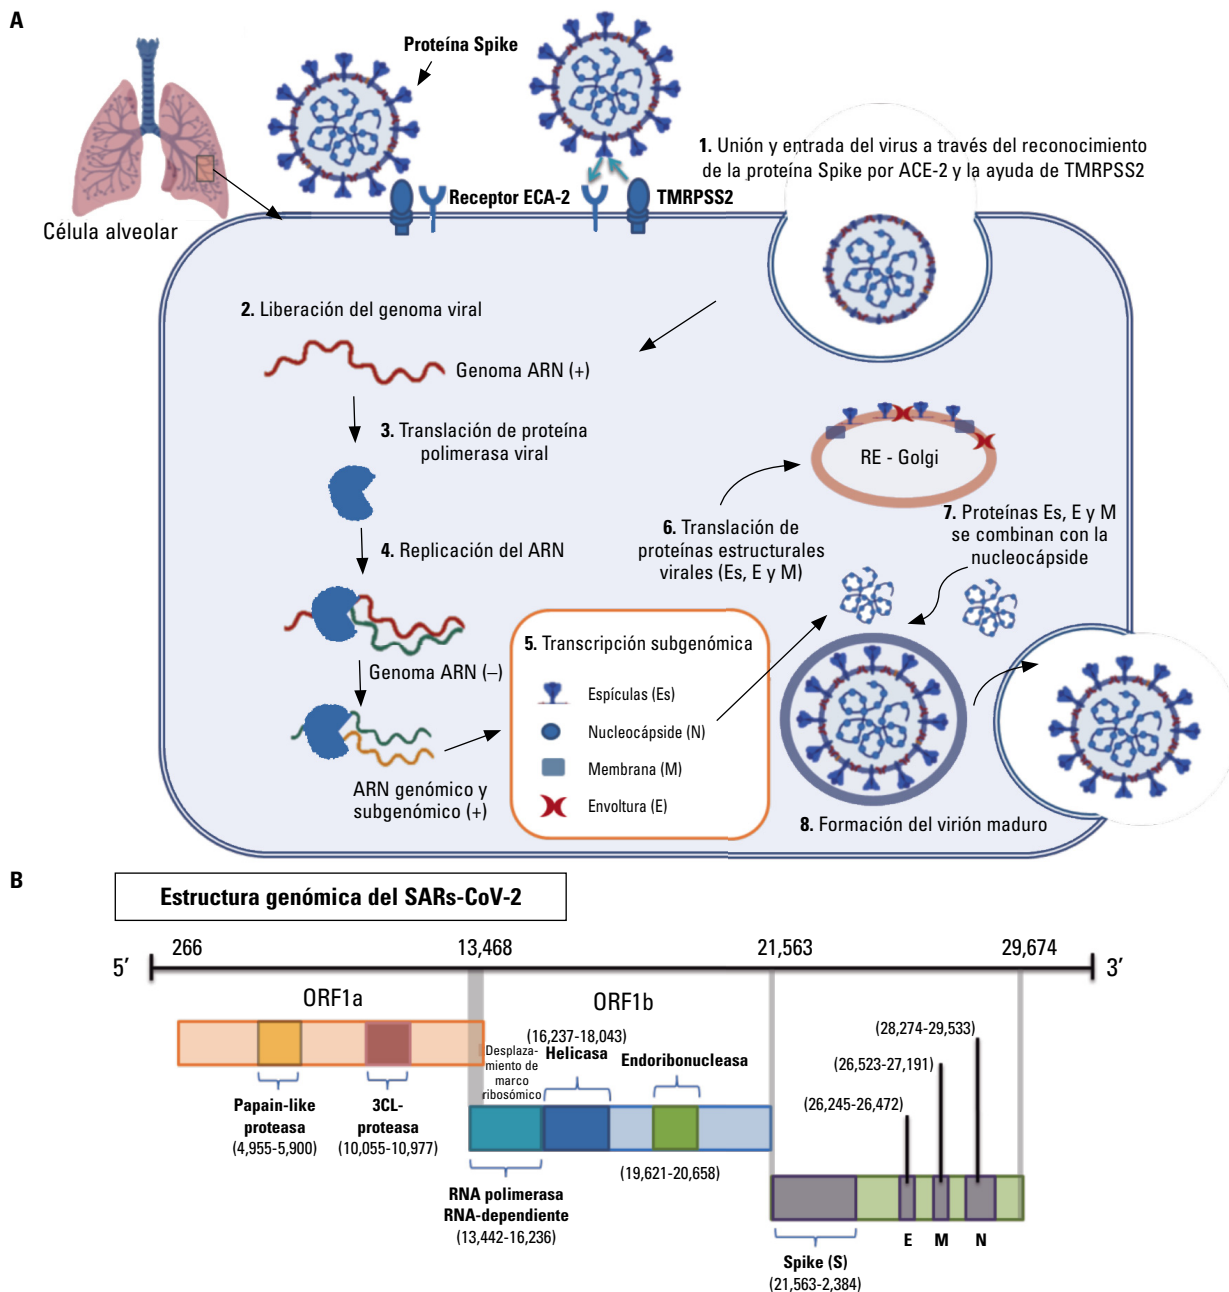 A
Proteína Spike
1. Unión y entrada del virus a través del reconocimiento
de la proteína Spike por ACE-2 y la ayuda de TMRPSS2
Receptor ECA-2
TMRPSS2
Célula alveolar
2. Liberación del genoma viral
Genoma ARN (+)
3. Translación de proteína
polimerasa viral
RE - Golgi
4. Replicación del ARN
6. Translación de
proteínas estructurales
virales (Es, E y M)
7. Proteínas Es, E y M
se combinan con la
nucleocápside
Genoma ARN (–)
5. Transcripción subgenómica
Espículas (Es)
Nucleocápside (N)
Membrana (M)
Envoltura (E)
ARN genómico y
subgenómico (+)
8. Formación del virión maduro
B
Estructura genómica del SARs-CoV-2
266
13,468
21,563
29,674
5′
3′
ORF1a
ORF1b
(16,237-18,043)
(28,274-29,533)
Desplaza-
miento de
marco
ribosómico
Helicasa
Endoribonucleasa
(26,523-27,191)
(26,245-26,472)
Papain-like
proteasa
(4,955-5,900)
3CL-
proteasa
(10,055-10,977)
(19,621-20,658)
RNA polimerasa
RNA-dependiente
(13,442-16,236)
E
M
N
Spike (S)
(21,563-2,384)